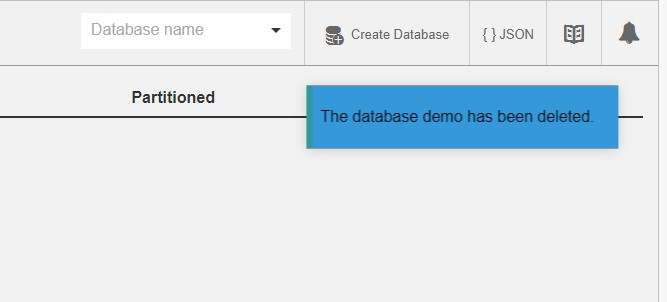 Database name
Create Database
{ } JSON
Partitioned
The database demo has been deleted.